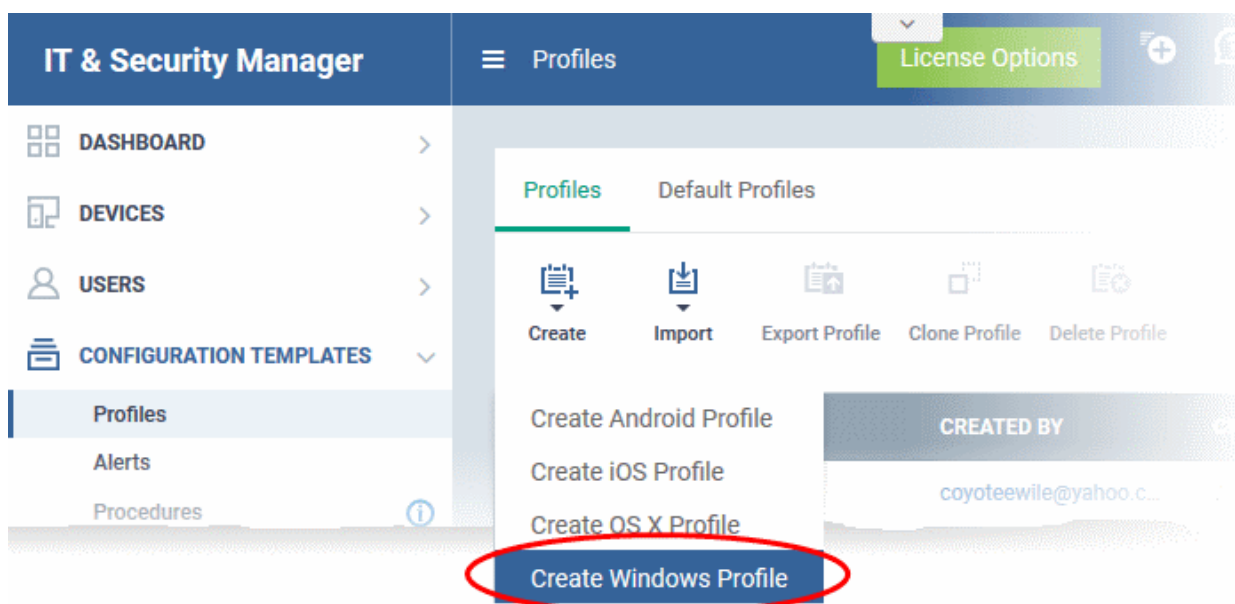 IT & Security Manager
Profiles
License Options
DASHBOARD
DEVICES
USERS
CONFIGURATION TEMPLATES
Profiles
Alerts
Procedures
Profiles Default Profiles
Create Import Export Profile Clone Profile Delete Profile
Create Android Profile
Create iOS Profile
Create OS X Profile
Create Windows Profile
CREATED BY
coyoteewile@yahoo.c...